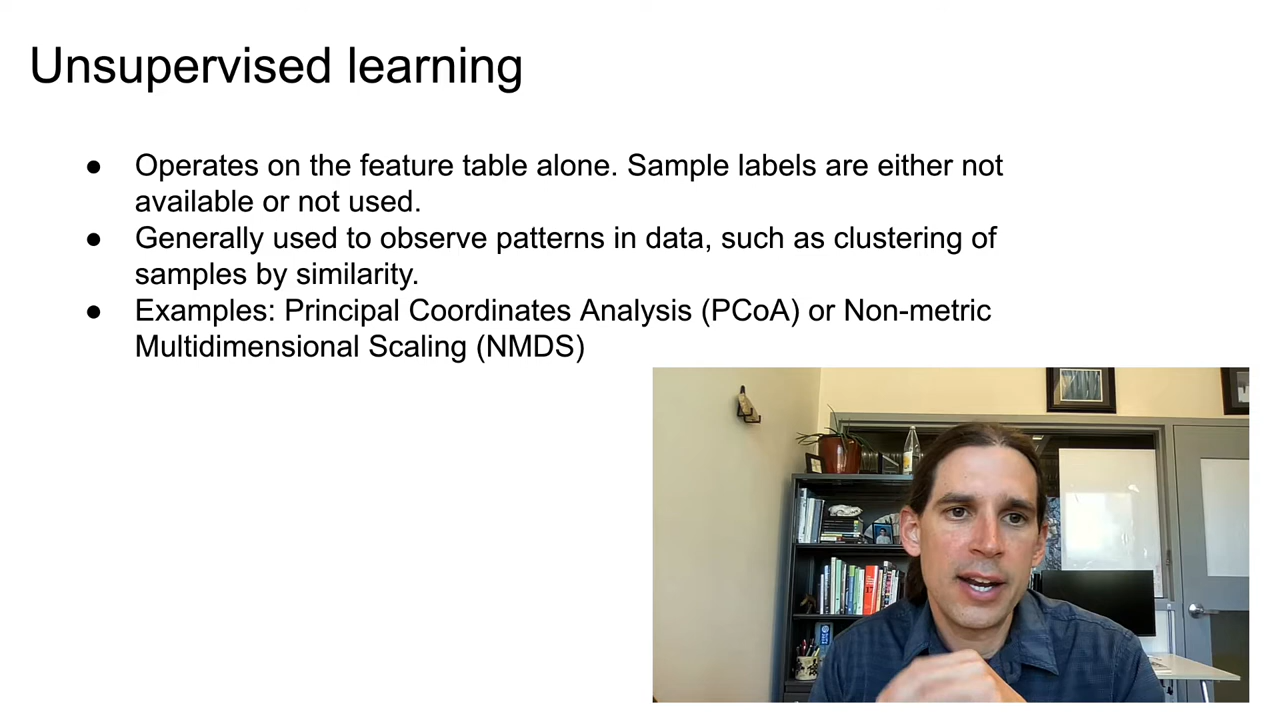 Unsupervised learning
● Operates on the feature table alone. Sample labels are either not
available or not used.
● Generally used to observe patterns in data, such as clustering of
samples by similarity.
● Examples: Principal Coordinates Analysis (PCoA) or Non-metric
Multidimensional Scaling (NMDS)